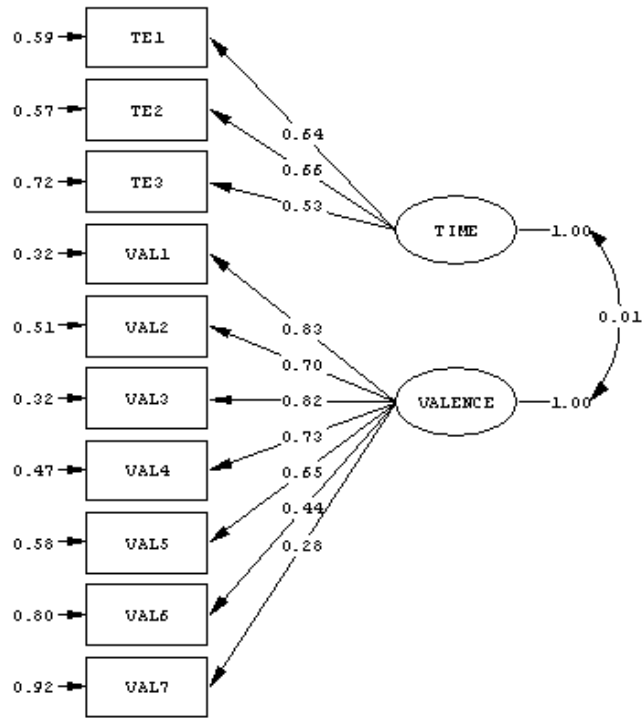 0.59 TE1
0.57 TE2
0.64
0.66
0.72 TE3
0.53
TIME 1.00
0.32 VAL1
0.01
0.51 VAL2
0.83
0.70
0.32 VAL3
0.82
VALENCE 1.00
0.73
0.47 VAL4
0.65
0.44
0.58 VAL5
0.28
0.80 VAL6
0.92 VAL7